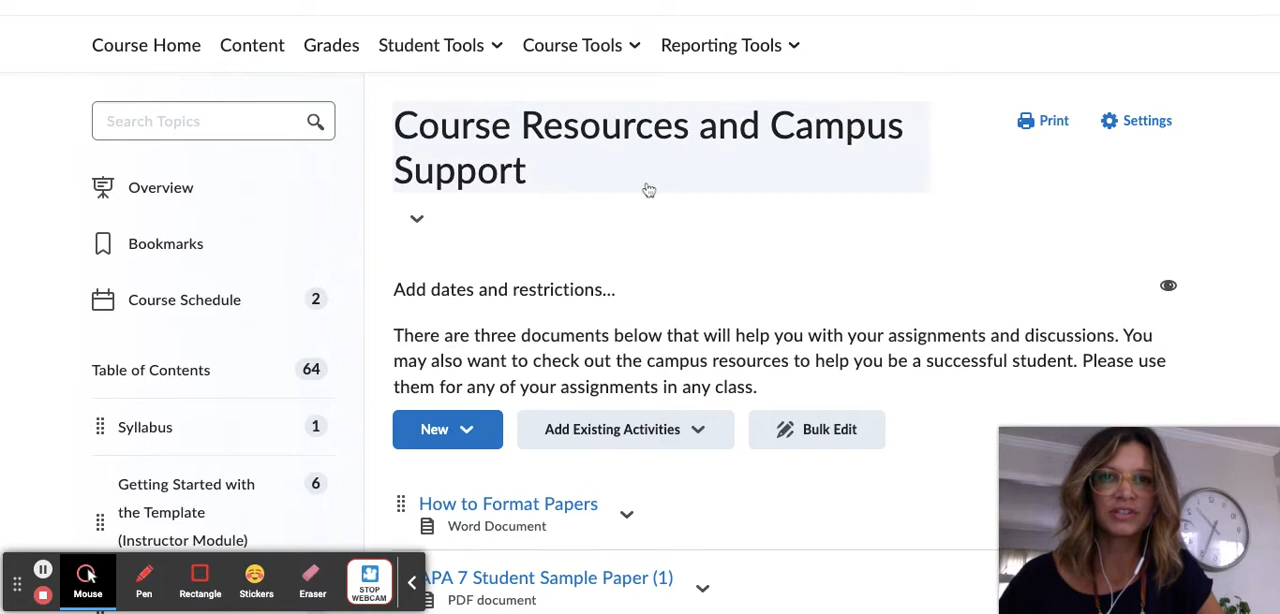 Course Home Content Grades Student Tools Course Tools Reporting Tools
Search Topics
Overview
Bookmarks
Course Schedule 2
Table of Contents 64
Syllabus 1
Getting Started with 6
the Template
(Instructor Module)
Course Resources and Campus
Support
Print Settings
Add dates and restrictions...
There are three documents below that will help you with your assignments and discussions. You
may also want to check out the campus resources to help you be a successful student. Please use
them for any of your assignments in any class.
New Add Existing Activities Bulk Edit
How to Format Papers
Word Document
APA 7 Student Sample Paper (1)
PDF document
Mouse Pen Rectangle Stickers Eraser
STOP
WEBCAM